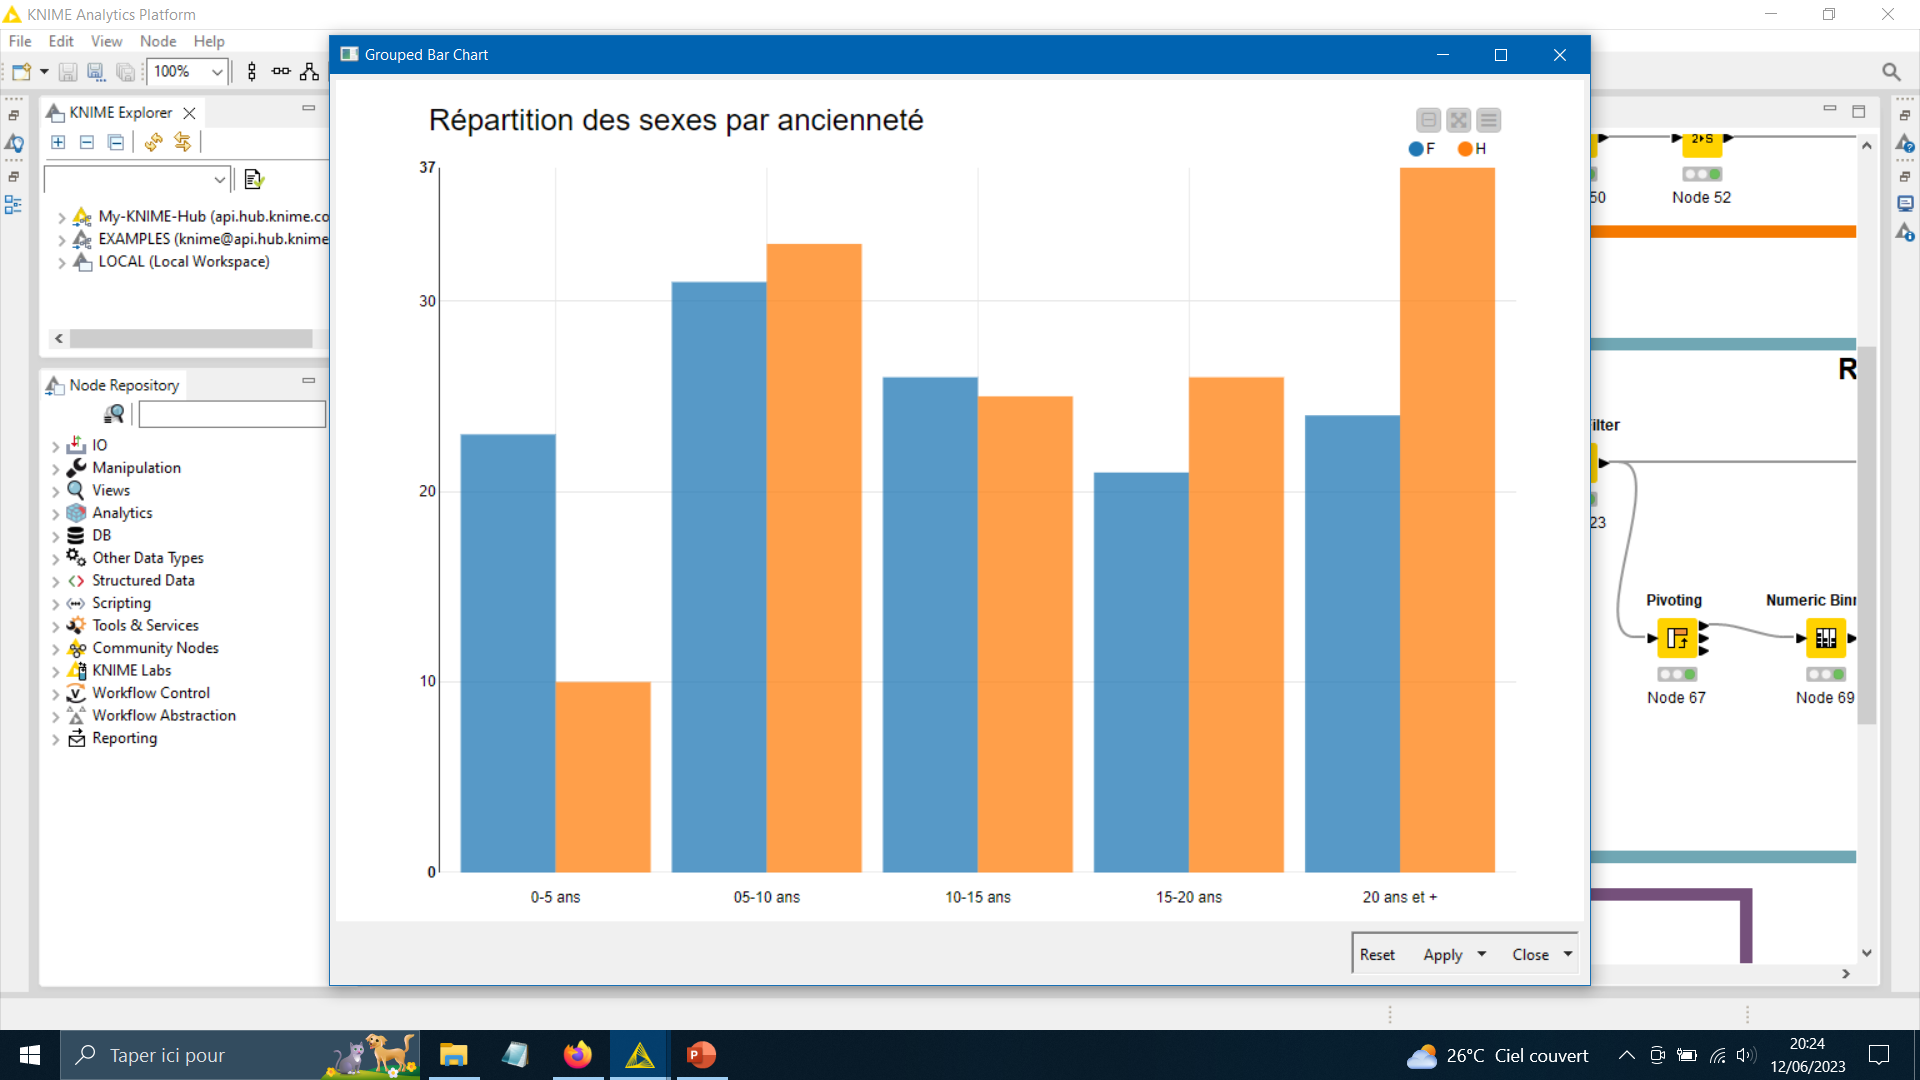 KNIME Analytics Platform
File Edit View Node Help
100%
Grouped Bar Chart
KNIME Explorer
My-KNIME-Hub (api.hub.knime.co
EXAMPLES (knime@api.hub.knime
LOCAL (Local Workspace)
Node Repository
IO
Manipulation
Views
Analytics
DB
Other Data Types
Structured Data
Scripting
Tools & Services
Community Nodes
KNIME Labs
Workflow Control
Workflow Abstraction
Reporting
Répartition des sexes par ancienneté
F H
37
30
20
10
0
0-5 ans 05-10 ans 10-15 ans 15-20 ans 20 ans et +
Reset Apply Close
2▸S
50 Node 52
R
ilter
23
Pivoting Numeric Binn
Node 67 Node 69
Taper ici pour
26°C Ciel couvert
20:24
12/06/2023